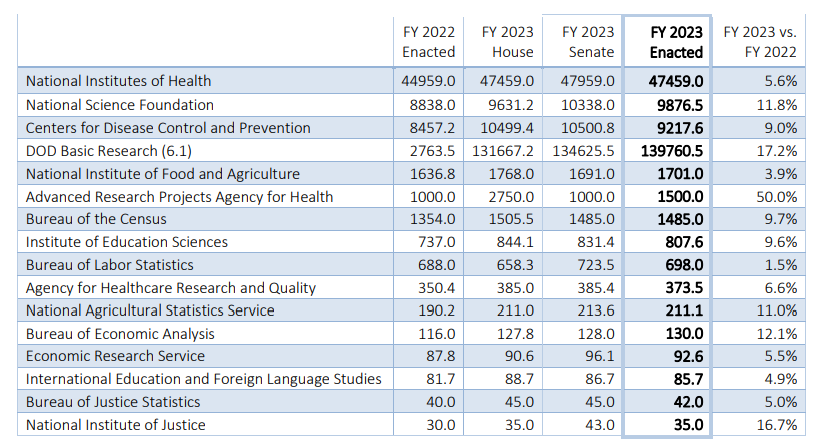 FY 2022 Enacted FY 2023 House FY 2023 Senate FY 2023 Enacted FY 2023 vs. FY 2022
National Institutes of Health 44959.0 47459.0 47959.0 47459.0 5.6%
National Science Foundation 8838.0 9631.2 10338.0 9876.5 11.8%
Centers for Disease Control and Prevention 8457.2 10499.4 10500.8 9217.6 9.0%
DOD Basic Research (6.1) 2763.5 131667.2 134625.5 139760.5 17.2%
National Institute of Food and Agriculture 1636.8 1768.0 1691.0 1701.0 3.9%
Advanced Research Projects Agency for Health 1000.0 2750.0 1000.0 1500.0 50.0%
Bureau of the Census 1354.0 1505.5 1485.0 1485.0 9.7%
Institute of Education Sciences 737.0 844.1 831.4 807.6 9.6%
Bureau of Labor Statistics 688.0 658.3 723.5 698.0 1.5%
Agency for Healthcare Research and Quality 350.4 385.0 385.4 373.5 6.6%
National Agricultural Statistics Service 190.2 211.0 213.6 211.1 11.0%
Bureau of Economic Analysis 116.0 127.8 128.0 130.0 12.1%
Economic Research Service 87.8 90.6 96.1 92.6 5.5%
International Education and Foreign Language Studies 81.7 88.7 86.7 85.7 4.9%
Bureau of Justice Statistics 40.0 45.0 45.0 42.0 5.0%
National Institute of Justice 30.0 35.0 43.0 35.0 16.7%